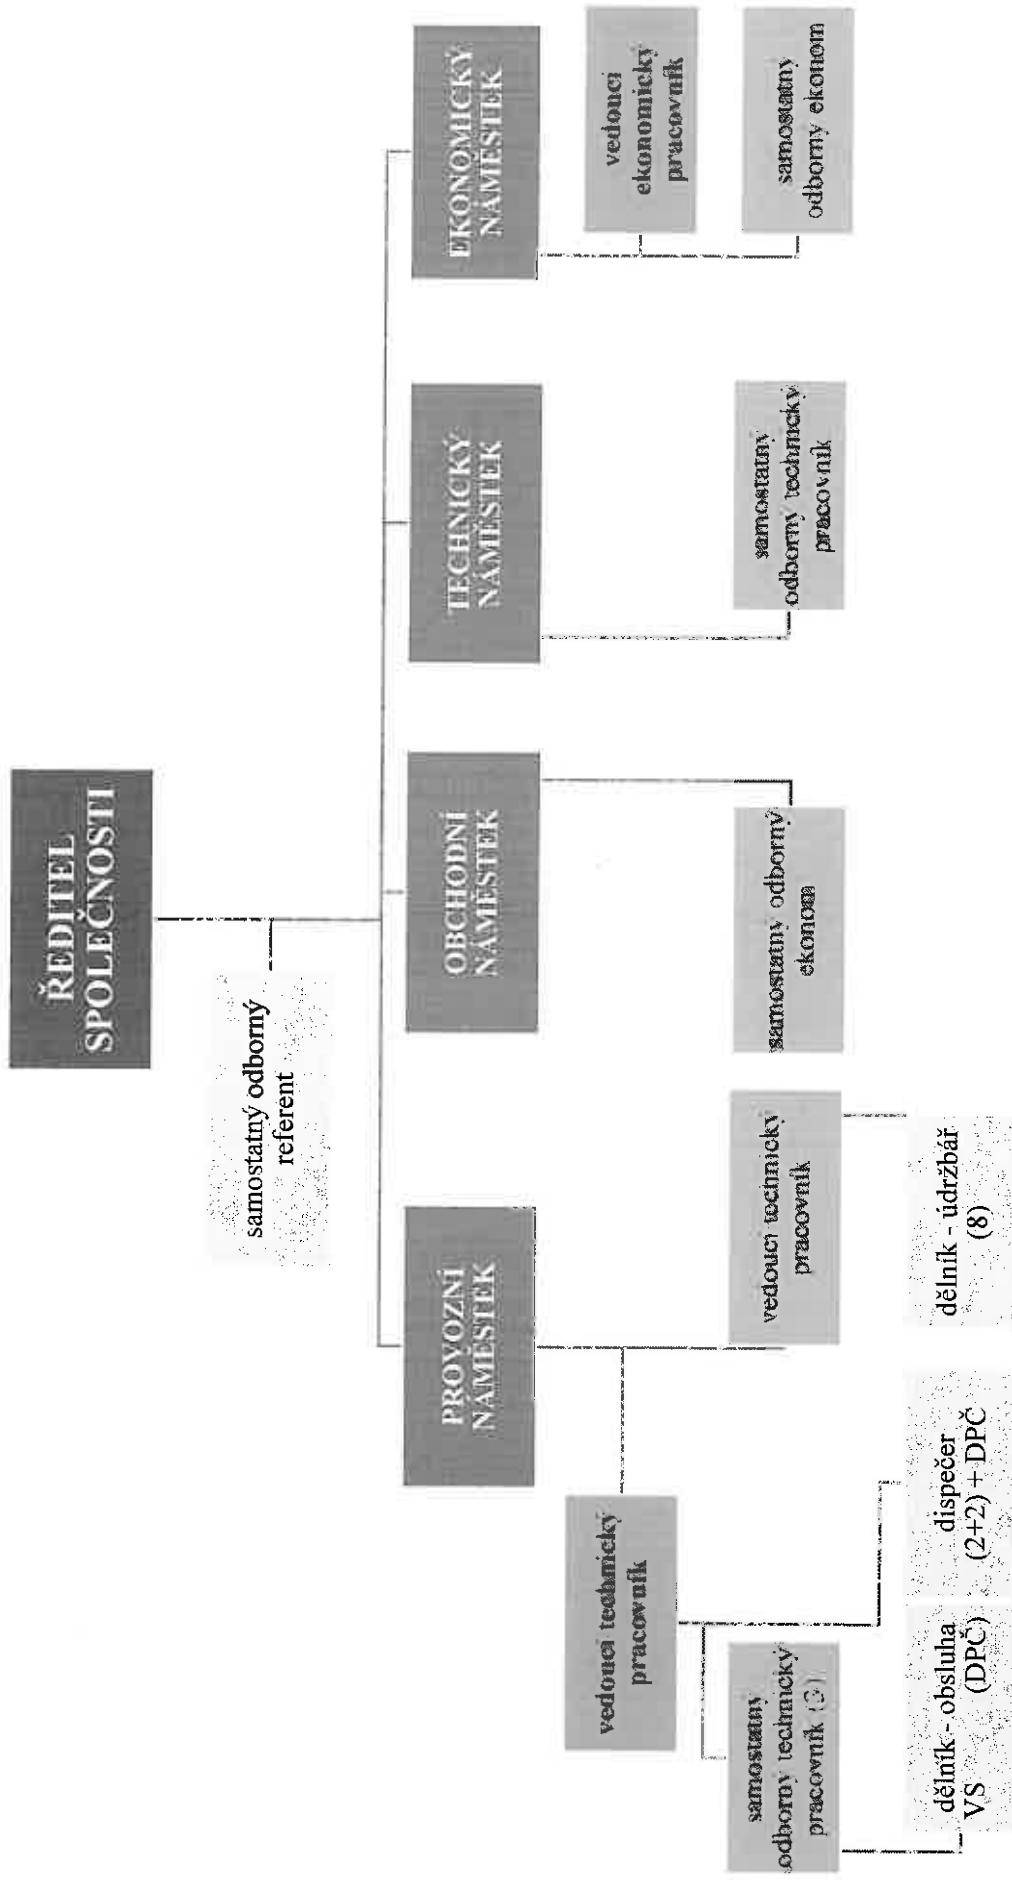 ŘEDITEL
SPOLEČNOSTI
samostatný odborný
referent
PROVOZNÍ
NÁMĚSTEK
OBCHODNÍ
NÁMĚSTEK
TECHNICKÝ
NÁMĚSTEK
EKONOMICKÝ
NÁMĚSTEK
vedoucí technický
pracovník
vedoucí
ekonomický
pracovník
samostatný
odborný technický
pracovník (3)
vedoucí technický
pracovník
samostatný odborný
ekonom
samostatný
odborný technický
pracovník
samostatný
odborný ekonom
dělník - obsluha
VS (DPČ)
dispečer
(2+2) + DPČ
dělník - údržbář
(8)